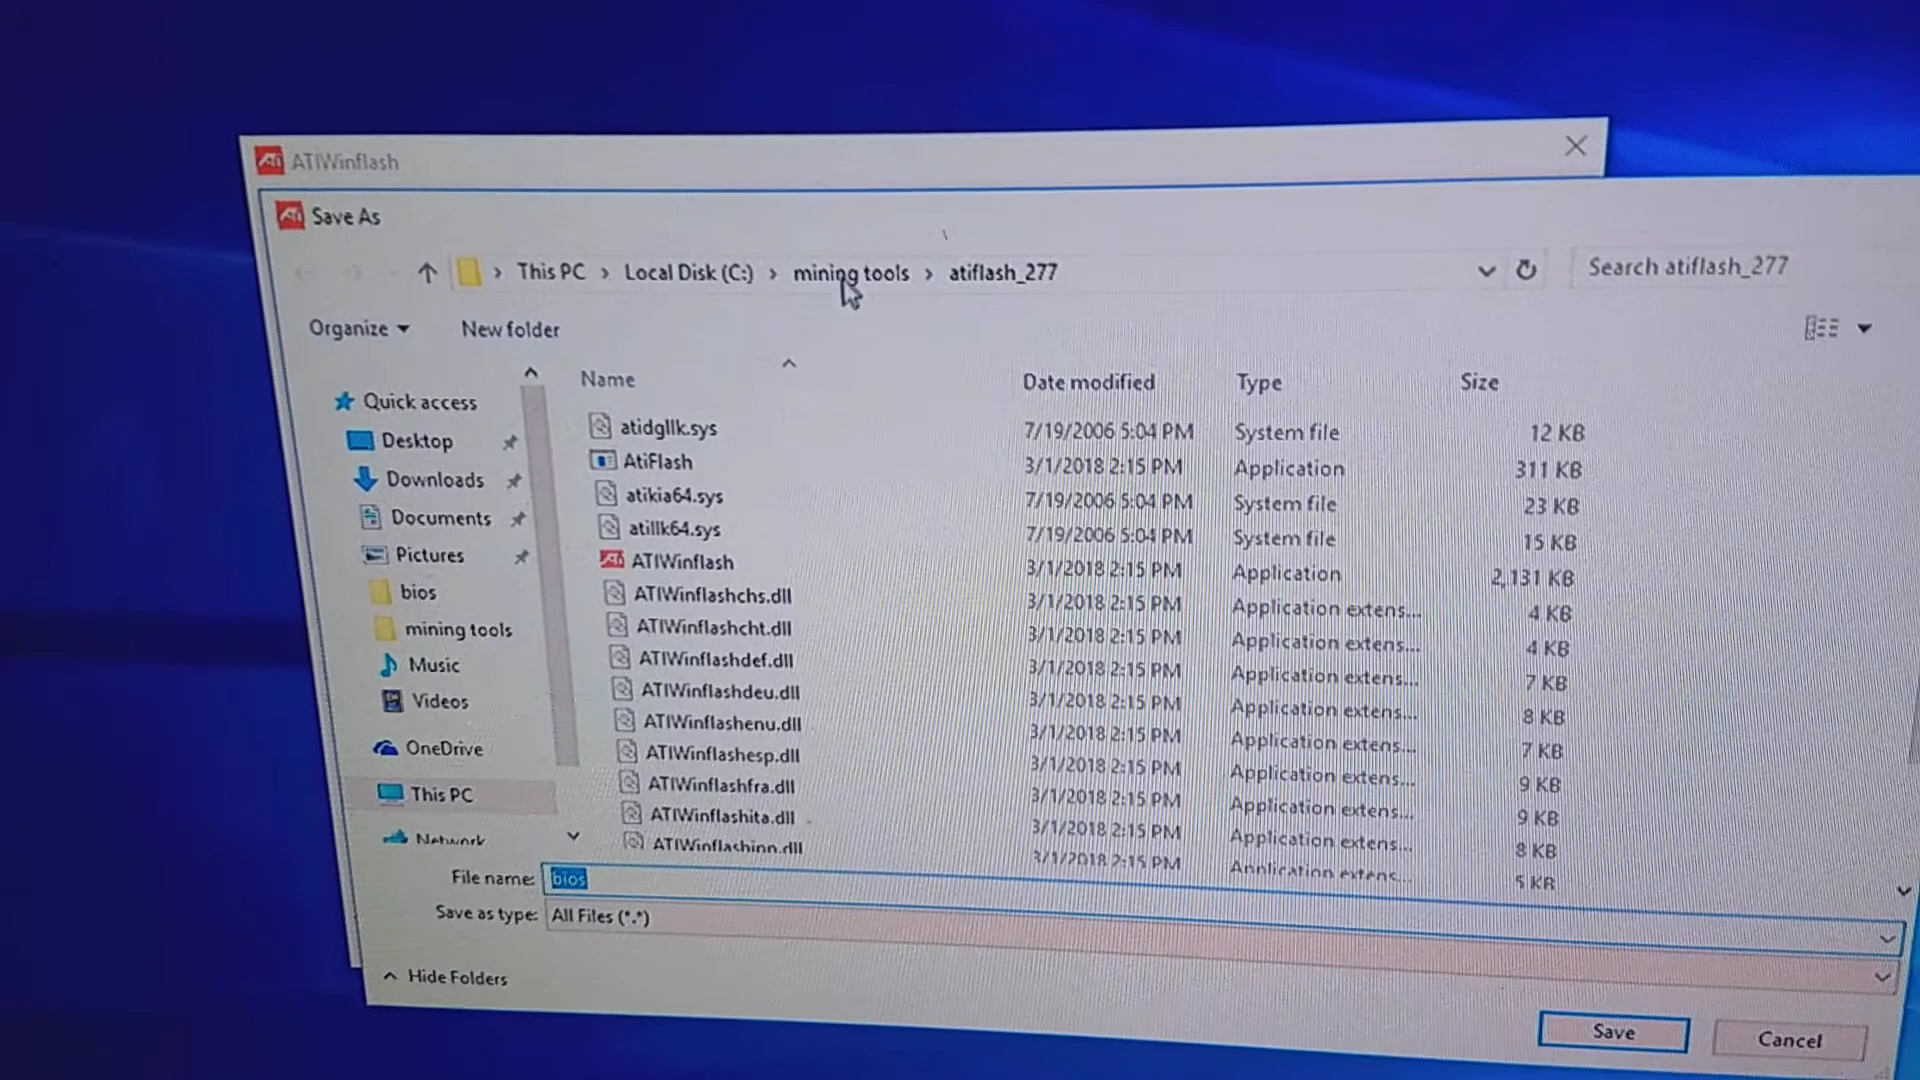 ATIWinflash
Save As
This PC > Local Disk (C:) > mining tools > atiflash_277
Search atiflash_277
Organize
New folder
Name Date modified Type Size
Quick access
Desktop
Downloads
Documents
Pictures
bios
mining tools
Music
Videos
OneDrive
This PC
Network
atidgllk.sys 7/19/2006 5:04 PM System file 12 KB
AtiFlash 3/1/2018 2:15 PM Application 311 KB
atikia64.sys 7/19/2006 5:04 PM System file 23 KB
atillk64.sys 7/19/2006 5:04 PM System file 15 KB
ATIWinflash 3/1/2018 2:15 PM Application 2,131 KB
ATIWinflashchs.dll 3/1/2018 2:15 PM Application extens... 4 KB
ATIWinflashcht.dll 3/1/2018 2:15 PM Application extens... 4 KB
ATIWinflashdef.dll 3/1/2018 2:15 PM Application extens... 7 KB
ATIWinflashdeu.dll 3/1/2018 2:15 PM Application extens... 8 KB
ATIWinflashenu.dll 3/1/2018 2:15 PM Application extens... 7 KB
ATIWinflashesp.dll 3/1/2018 2:15 PM Application extens... 9 KB
ATIWinflashfra.dll 3/1/2018 2:15 PM Application extens... 9 KB
ATIWinflashita.dll 3/1/2018 2:15 PM Application extens... 8 KB
ATIWinflashjpn.dll 3/1/2018 2:15 PM Application extens... 5 KB
File name: bios
Save as type: All Files (*.*)
Hide Folders
Save
Cancel